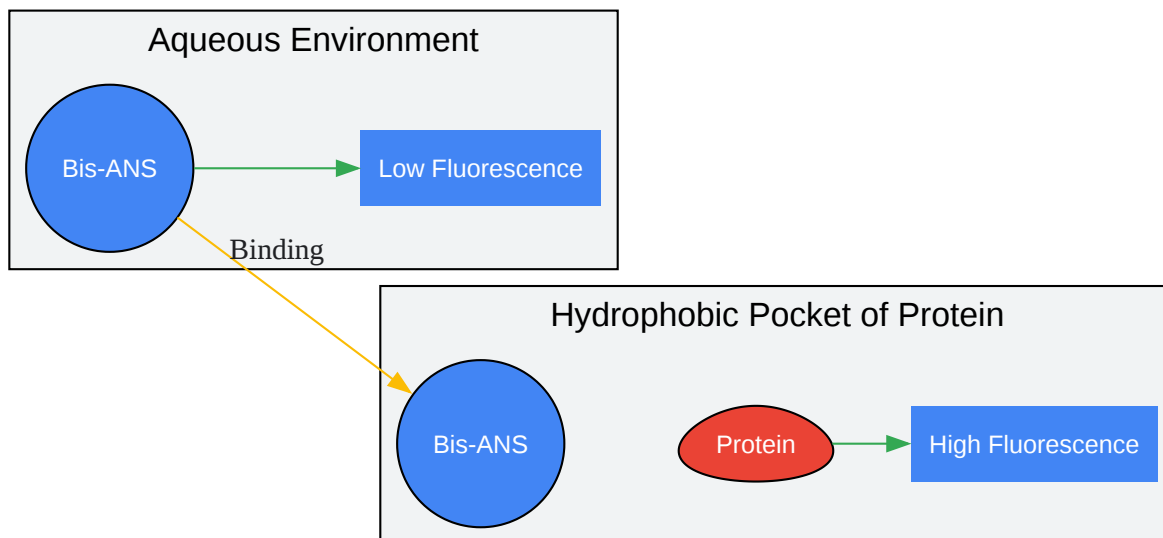 Aqueous Environment
Bis-ANS
Low Fluorescence
Binding
Hydrophobic Pocket of Protein
Bis-ANS
Protein
High Fluorescence